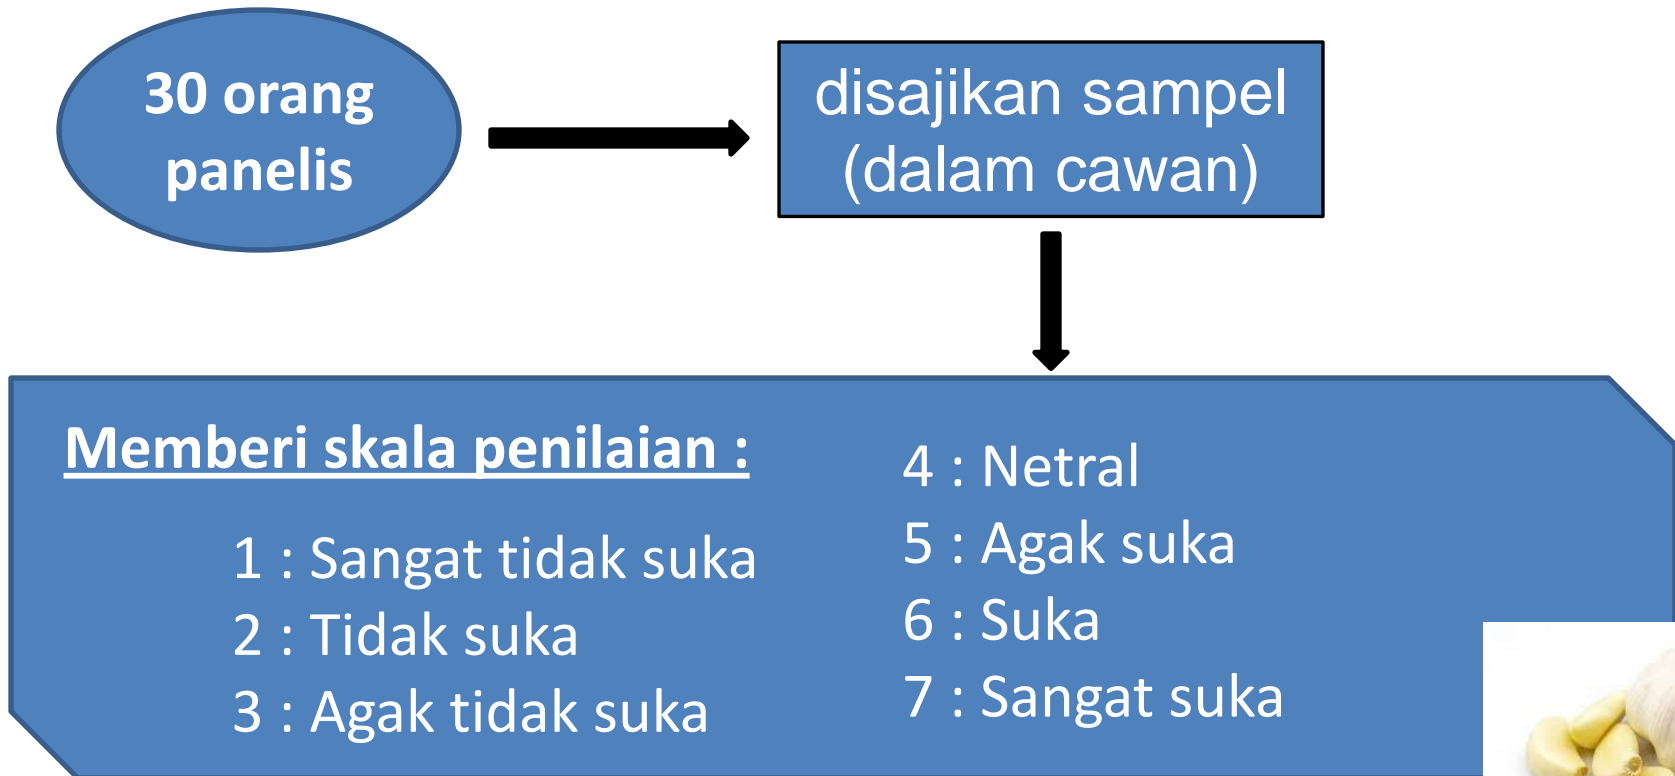 30 orang
panelis
disajikan sampel
(dalam cawan)
Memberi skala penilaian :
1 : Sangat tidak suka
2 : Tidak suka
3 : Agak tidak suka
4 : Netral
5 : Agak suka
6 : Suka
7 : Sangat suka